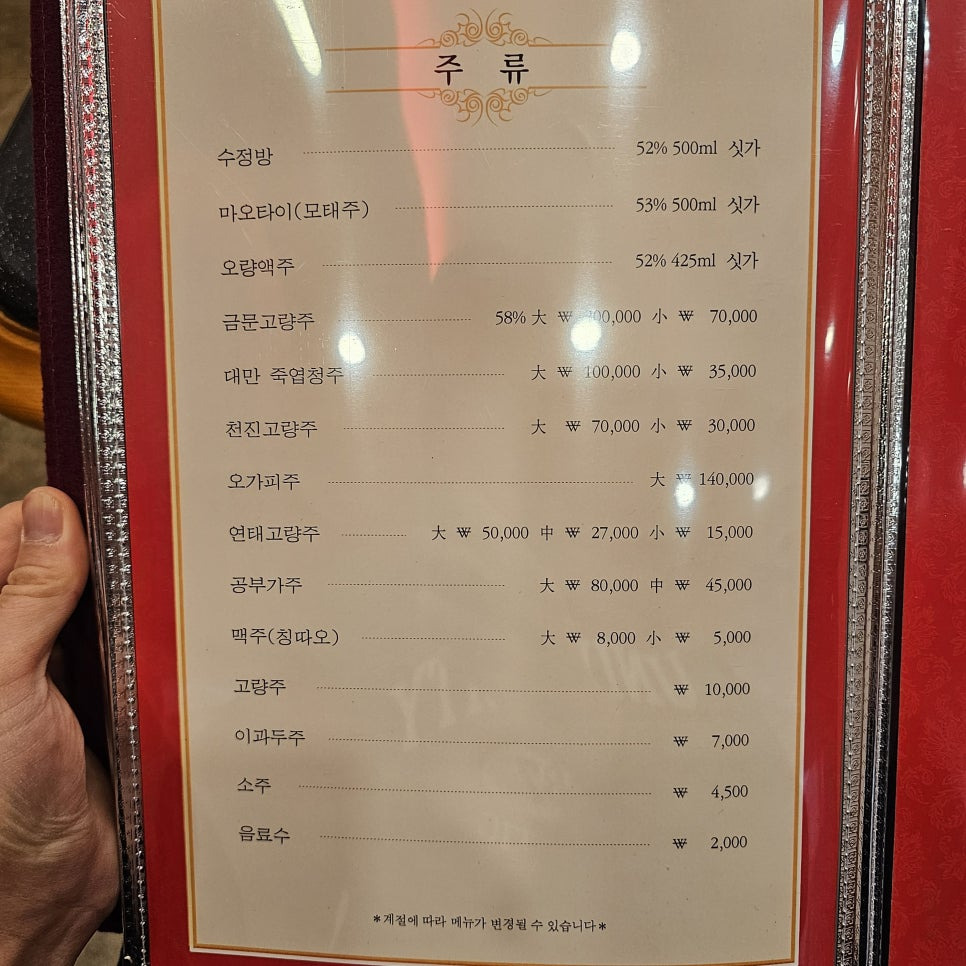 주 류
수정방 52% 500ml 싯가
마오타이(모태주) 53% 500ml 싯가
오량액주 52% 425ml 싯가
금문고량주 58% 大 ₩ 小 ₩ 70,000
대만 죽엽청주 大 ₩ 100,000 小 ₩ 35,000
천진고량주 大 ₩ 70,000 小 ₩ 30,000
오가피주 大 ₩ 140,000
연태고량주 大 ₩ 50,000 中 ₩ 27,000 小 ₩ 15,000
공부가주 大 ₩ 80,000 中 ₩ 45,000
맥주(칭따오) 大 ₩ 8,000 小 ₩ 5,000
고량주 ₩ 10,000
이과두주 ₩ 7,000
소주 ₩ 4,500
음료수 ₩ 2,000
*계절에 따라 메뉴가 변경될 수 있습니다*